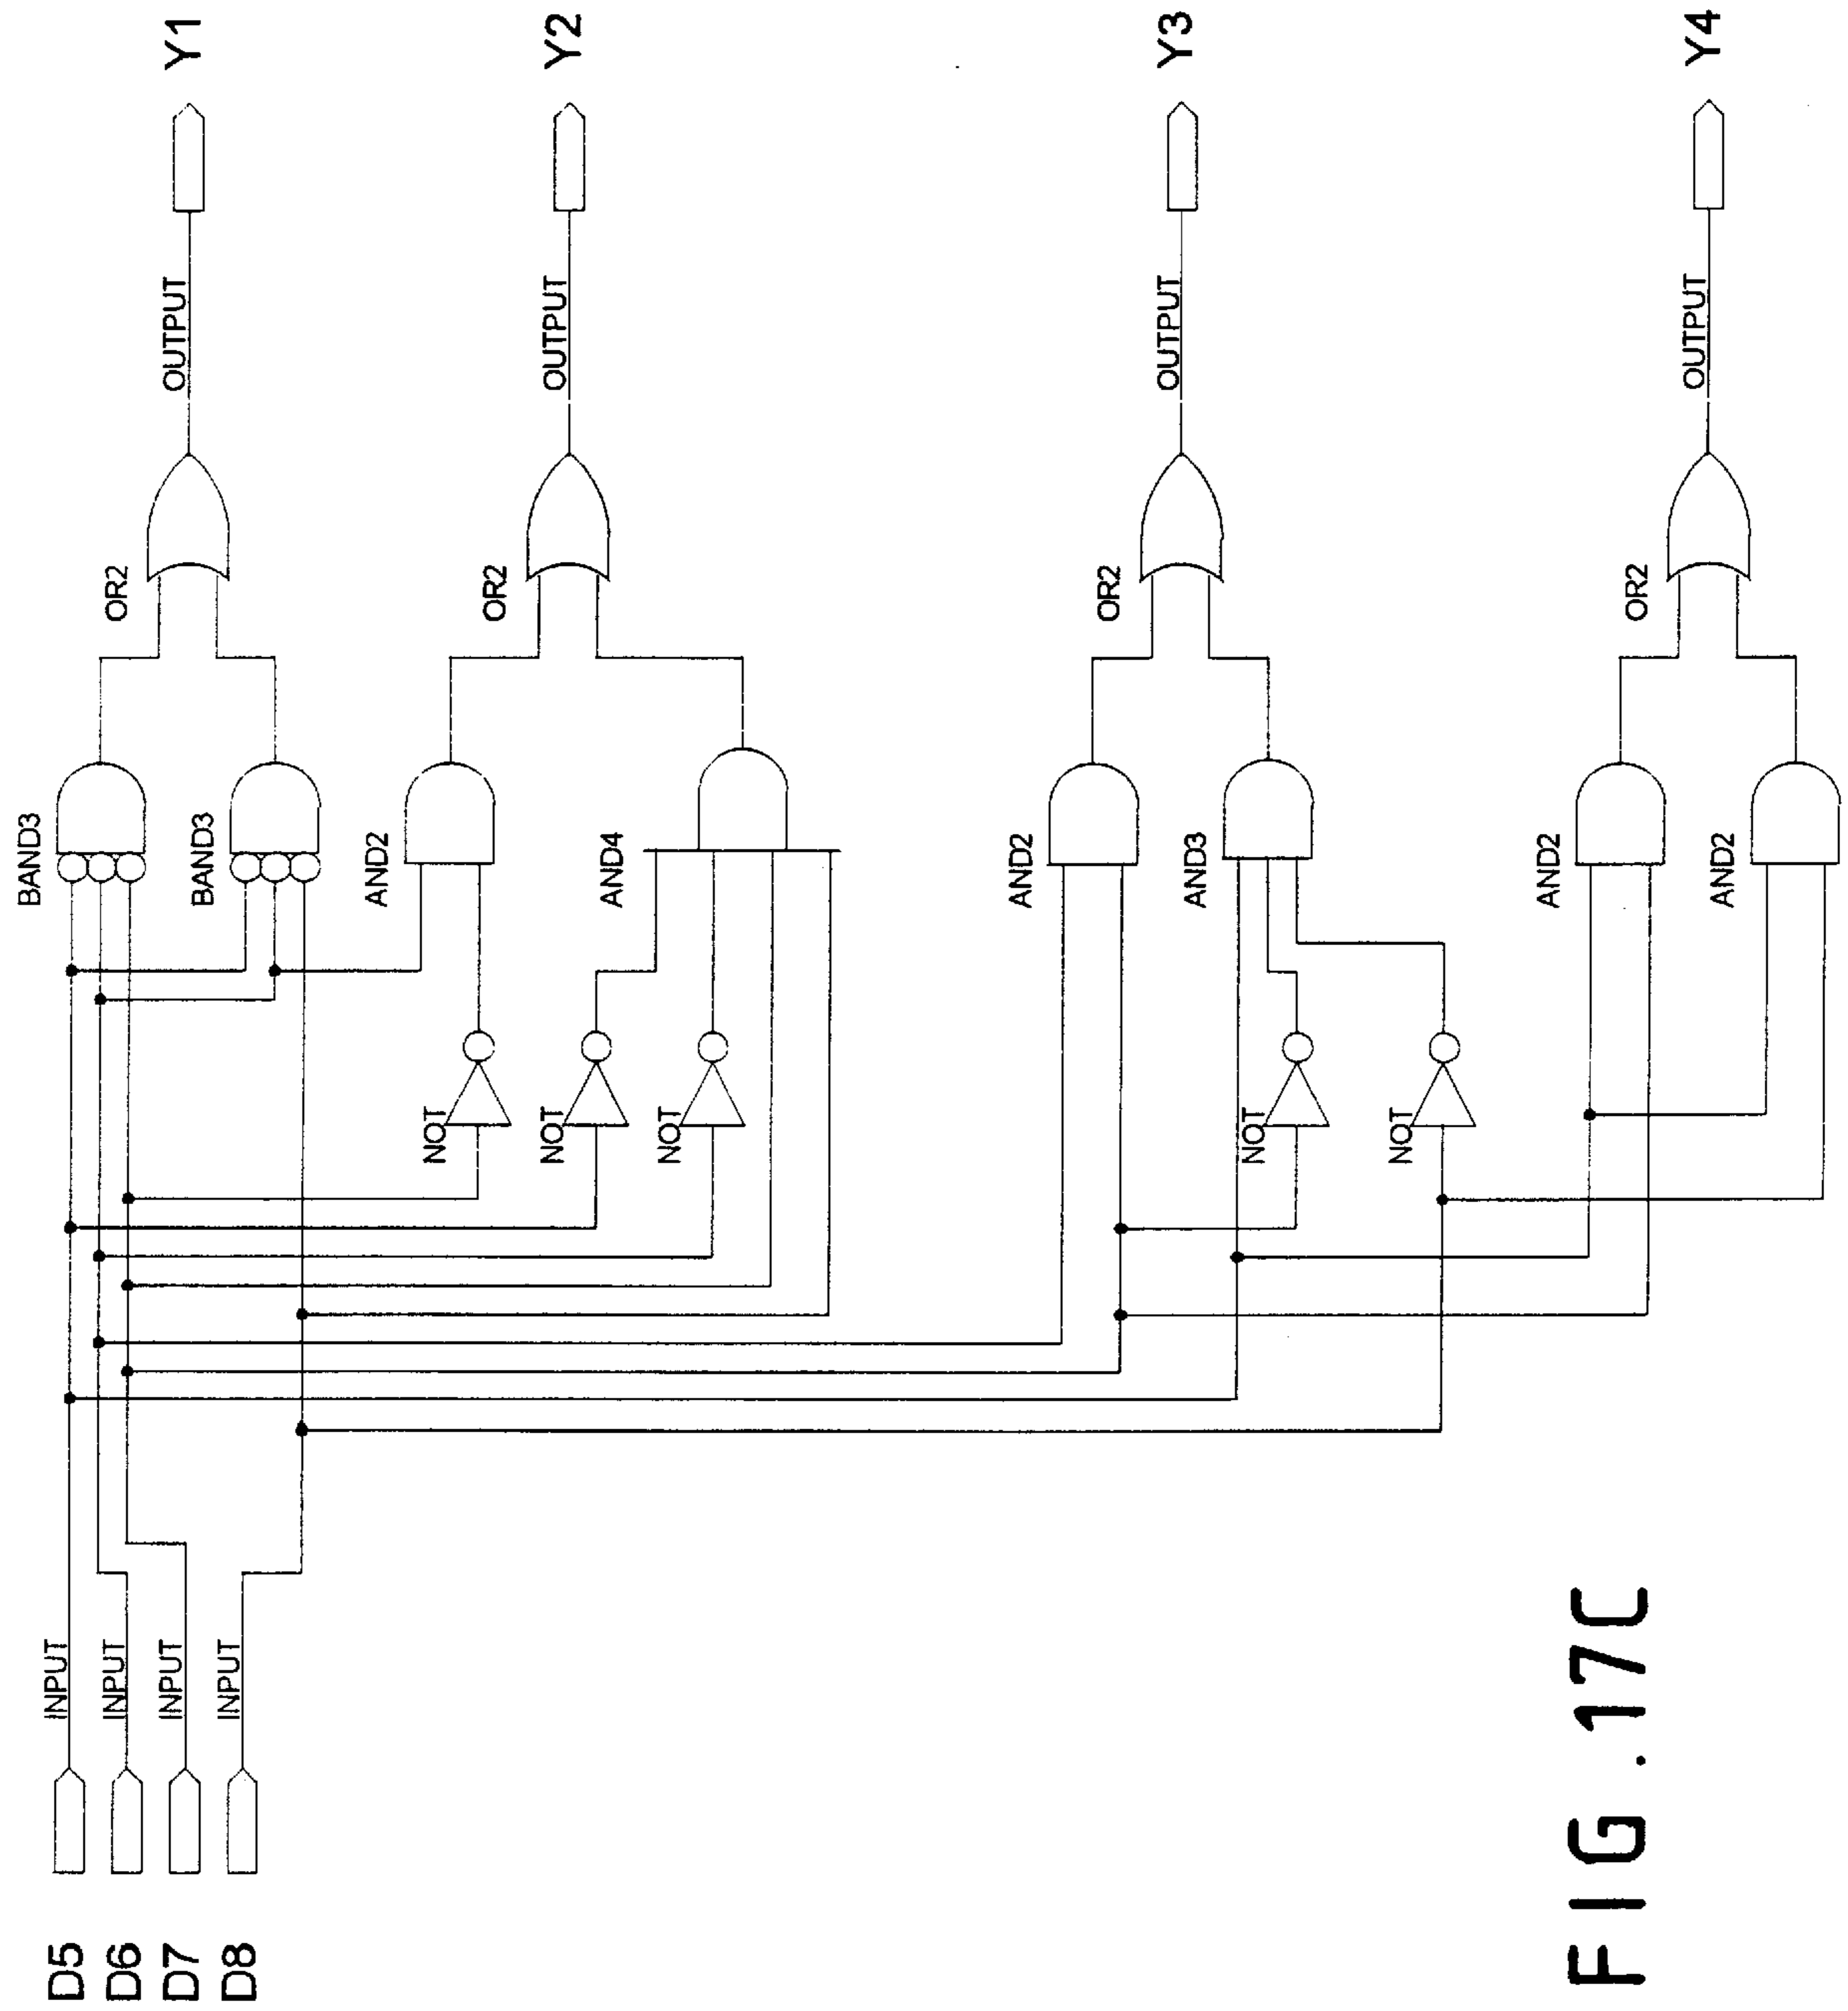 D5
D6
D7
D8
INPUT
INPUT
INPUT
INPUT
NOT
NOT
NOT
NOT
NOT
BAND3
BAND3
AND2
AND4
AND2
AND3
AND2
AND2
OR2
OR2
OR2
OR2
OUTPUT
OUTPUT
OUTPUT
OUTPUT
Y1
Y2
Y3
Y4
FIG.17C